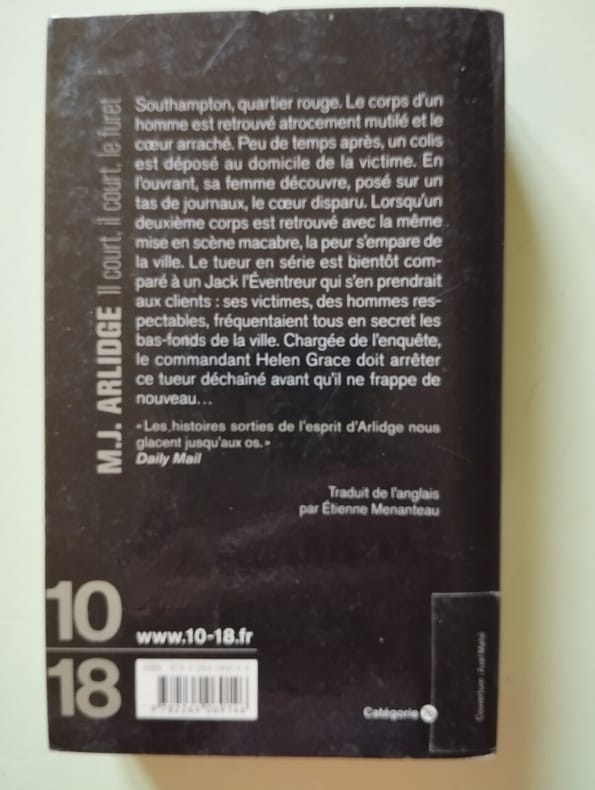 M.J. ARLIDGE Il court, il court, le furet
Southampton, quartier rouge. Le corps d'un
homme est retrouvé atrocement mutilé et le
cœur arraché. Peu de temps après, un colis
est déposé au domicile de la victime. En
l'ouvrant, sa femme découvre, posé sur un
tas de journaux, le cœur disparu. Lorsqu'un
deuxième corps est retrouvé avec la même
mise en scène macabre, la peur s'empare de
la ville. Le tueur en série est bientôt com-
paré à un Jack l'Éventreur qui s'en prendrait
aux clients : ses victimes, des hommes res-
pectables, fréquentaient tous en secret les
bas-fonds de la ville. Chargée de l'enquête,
le commandant Helen Grace doit arrêter
ce tueur déchaîné avant qu'il ne frappe de
nouveau...
« Les histoires sorties de l'esprit d'Arlidge nous
glacent jusqu'aux os. »
Daily Mail
Traduit de l'anglais
par Étienne Menanteau
10
18
www.10-18.fr
Catégorie
Couverture :